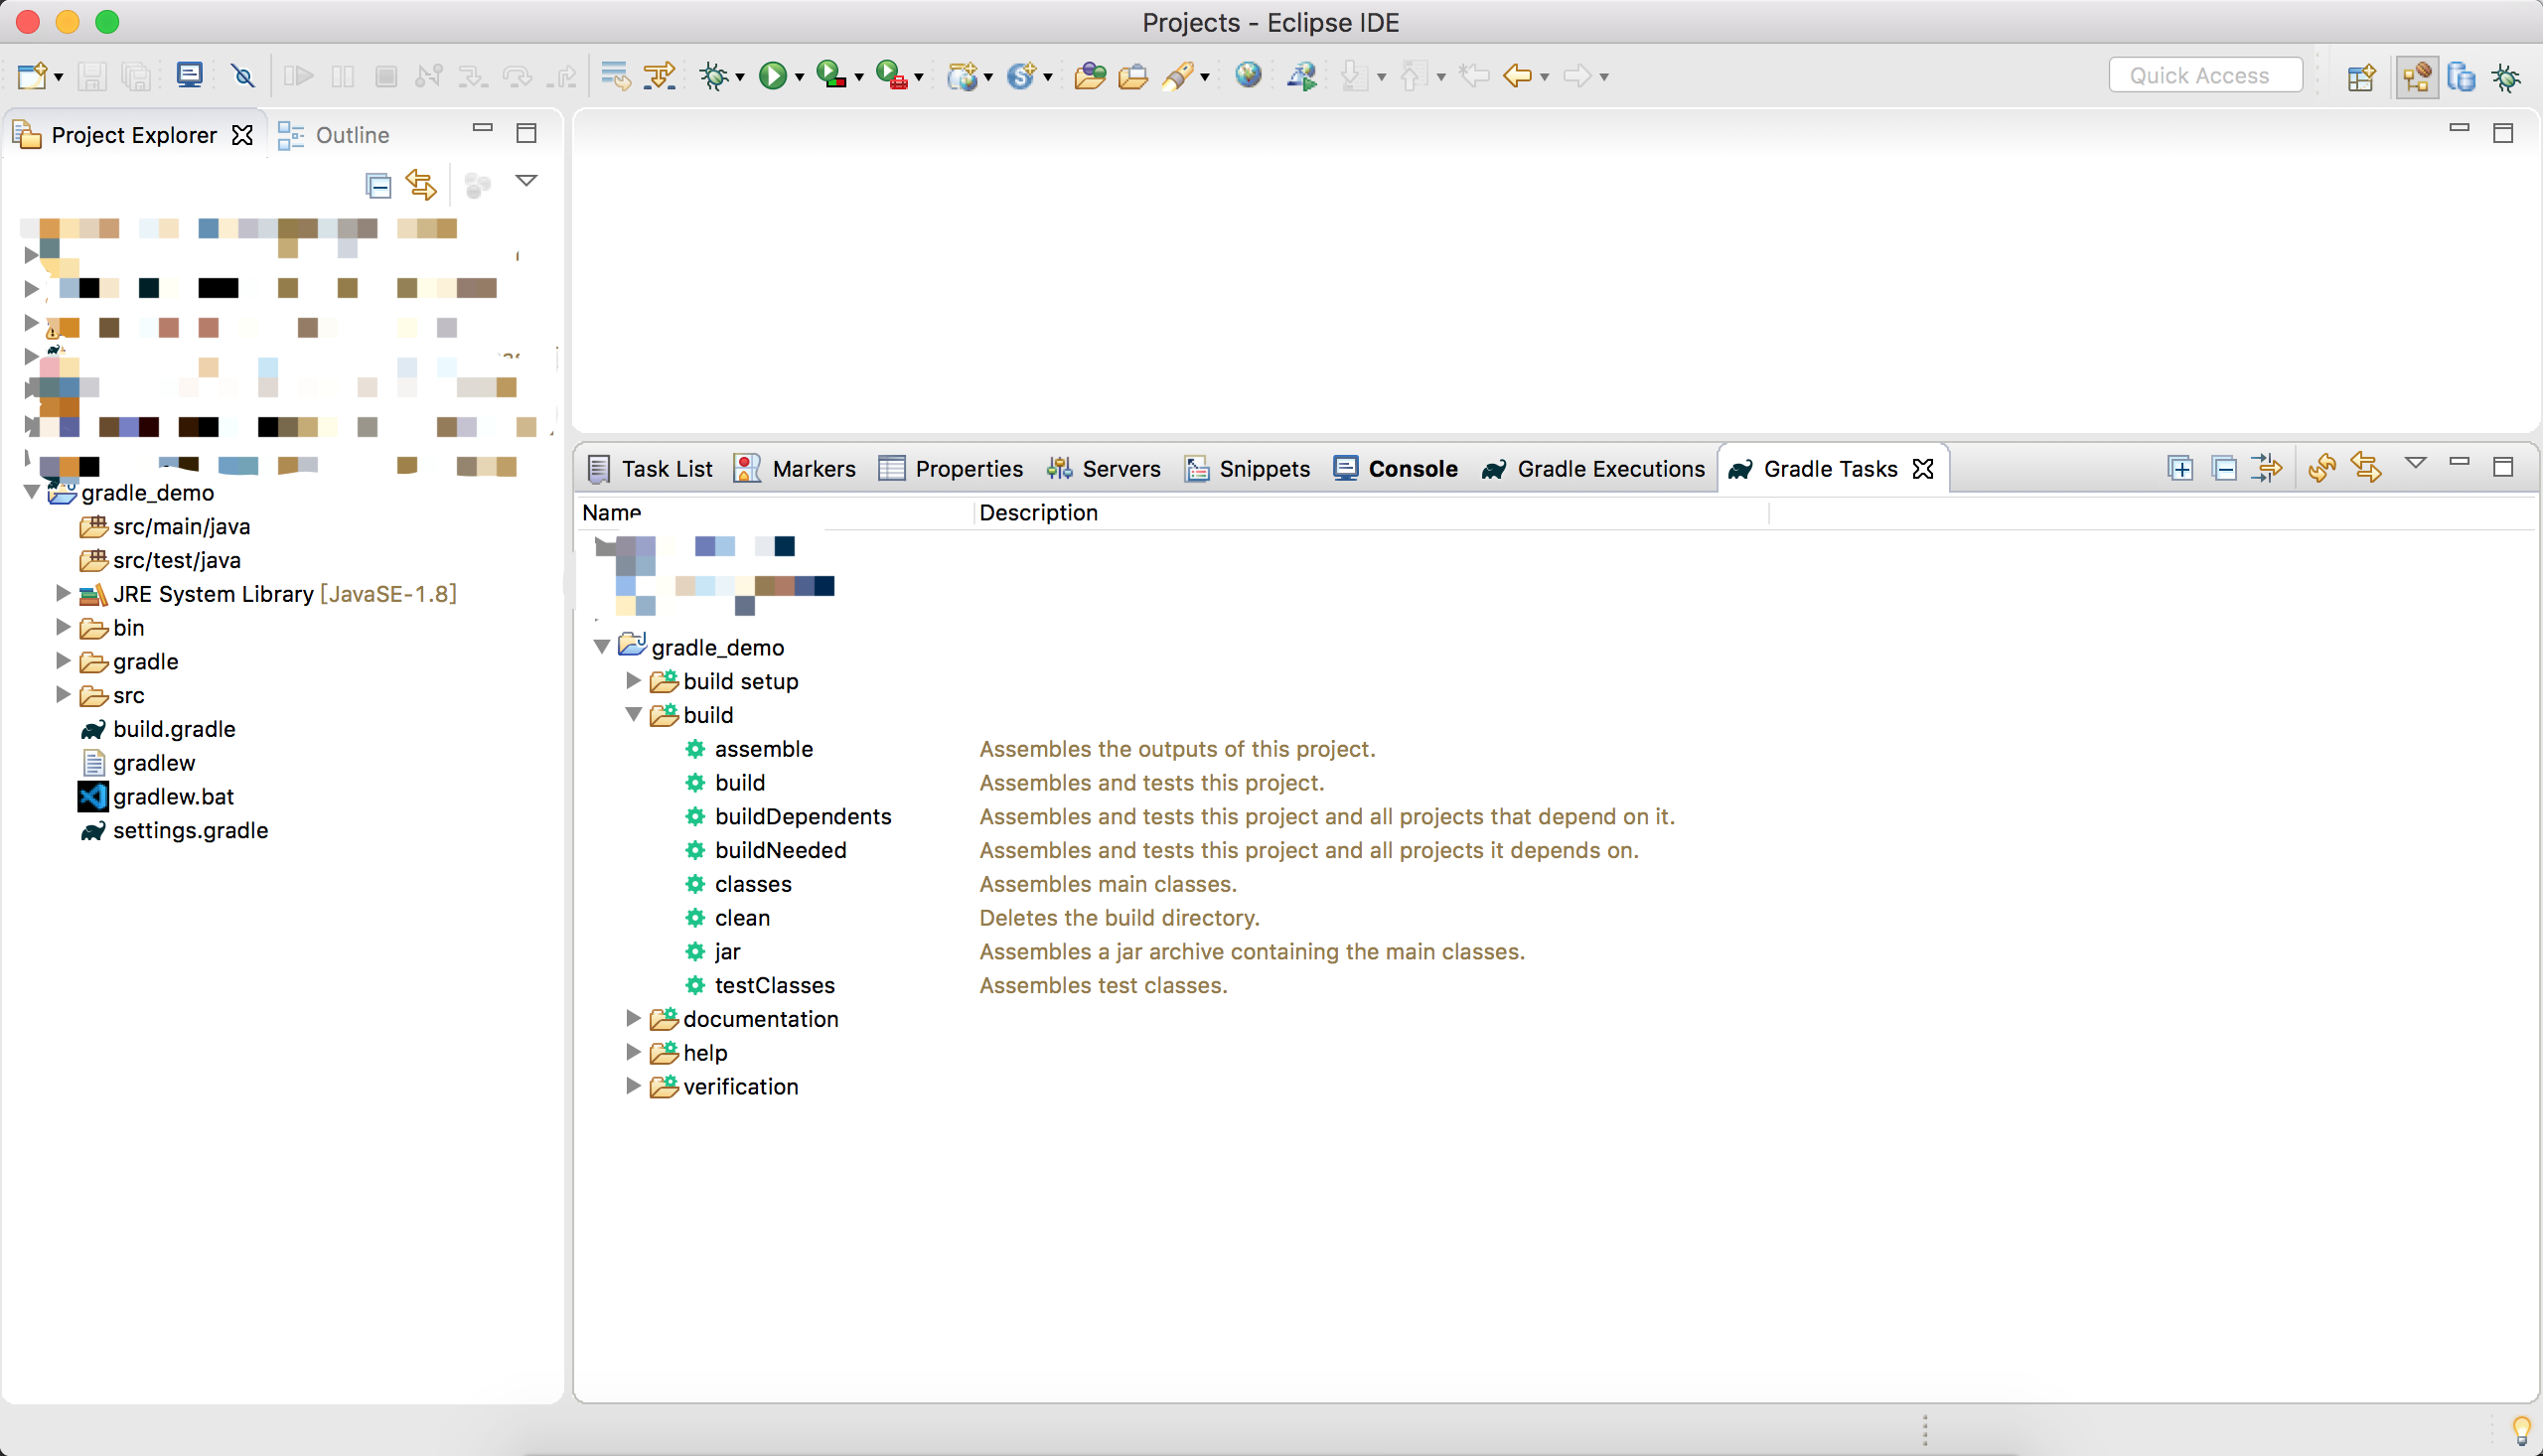 Projects - Eclipse IDE
Quick Access
Project Explorer
Outline
gradle_demo
src/main/java
src/test/java
JRE System Library [JavaSE-1.8]
bin
gradle
src
build.gradle
gradlew
gradlew.bat
settings.gradle
Task List Markers Properties Servers Snippets Console Gradle Executions Gradle Tasks
Name Description
gradle_demo
build setup
build
assemble Assembles the outputs of this project.
build Assembles and tests this project.
buildDependents Assembles and tests this project and all projects that depend on it.
buildNeeded Assembles and tests this project and all projects it depends on.
classes Assembles main classes.
clean Deletes the build directory.
jar Assembles a jar archive containing the main classes.
testClasses Assembles test classes.
documentation
help
verification